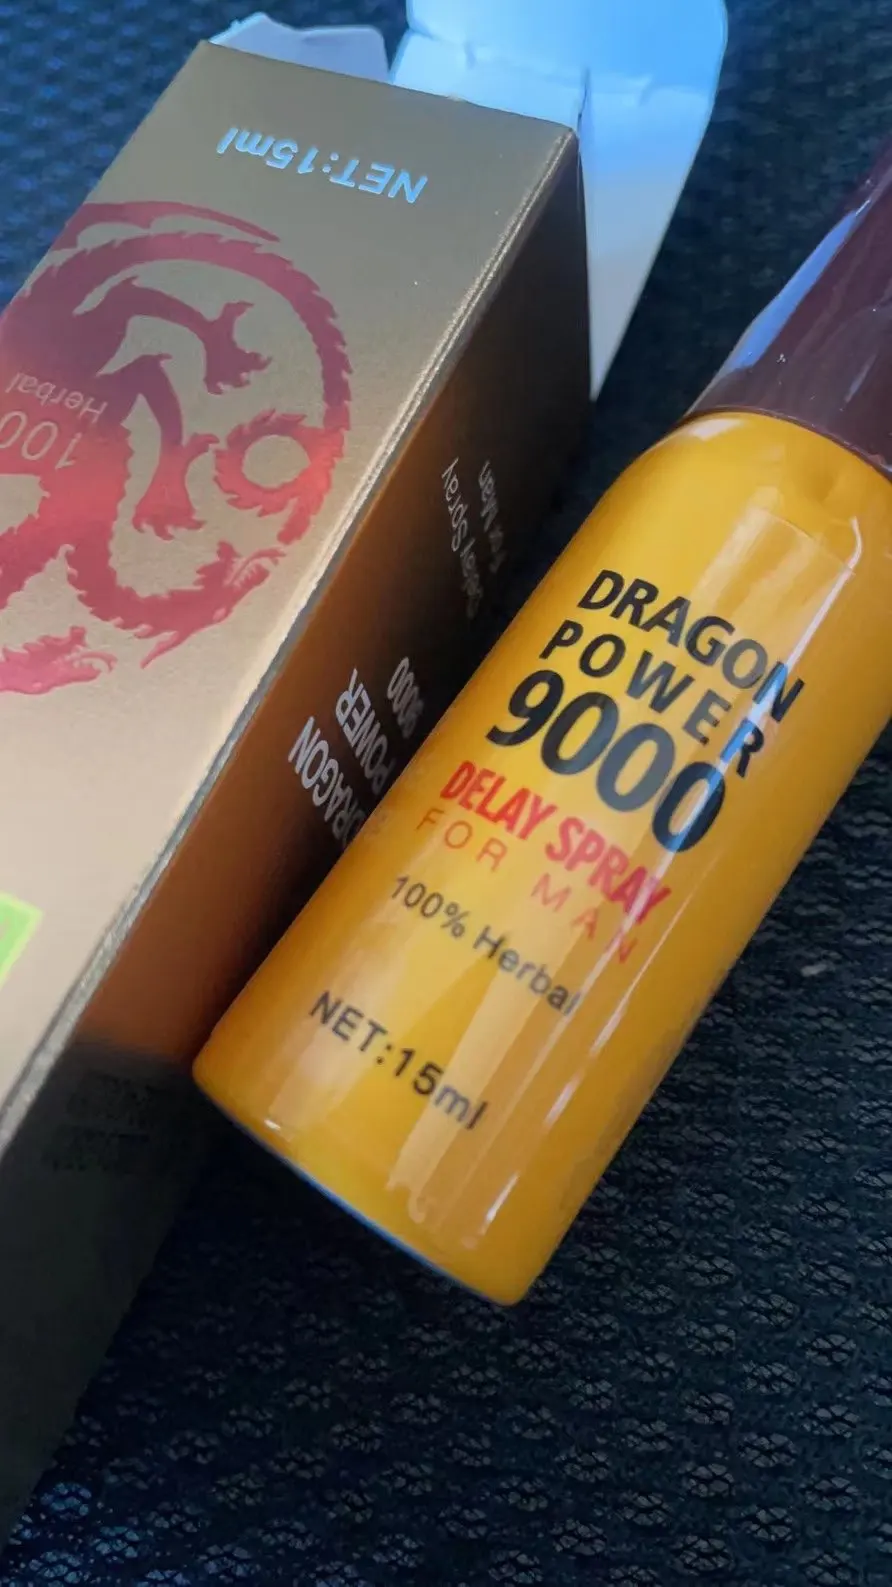 NET:15ml
100
Herbal
Delay Spray
For Man
DRAGON
POWER
9000
DRAGON
POWER
9000
DELAY SPRAY
FOR MAN
100% Herbal
NET:15ml